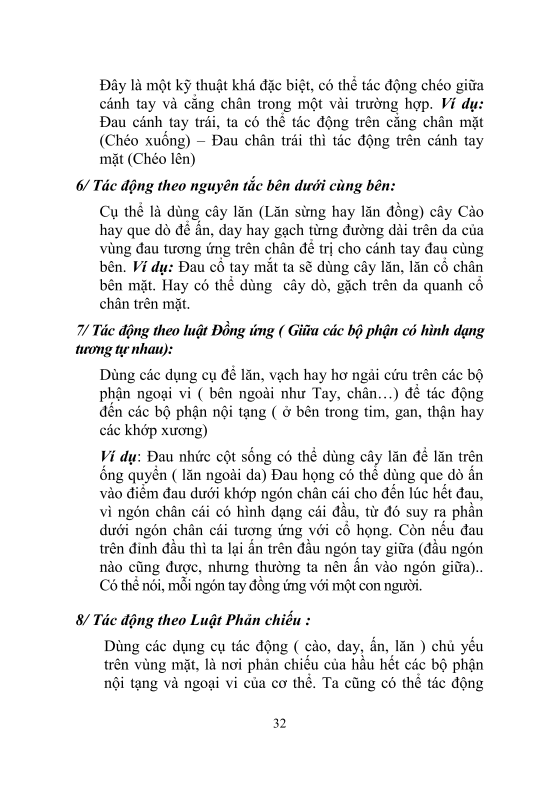 Đây là một kỹ thuật khá đặc biệt, có thể tác động chéo giữa
cánh tay và cẳng chân trong một vài trường hợp. Ví dụ:
Đau cánh tay trái, ta có thể tác động trên cẳng chân mặt
(Chéo xuống) – Đau chân trái thì tác động trên cánh tay
mặt (Chéo lên)
6/ Tác động theo nguyên tắc bên dưới cùng bên:
Cụ thể là dùng cây lăn (Lăn sừng hay lăn đồng) cây Cào
hay que dò để ấn, day hay gạch từng đường dài trên da của
vùng đau tương ứng trên chân để trị cho cánh tay đau cùng
bên. Ví dụ: Đau cổ tay mắt ta sẽ dùng cây lăn, lăn cổ chân
bên mặt. Hay có thể dùng cây dò, gặch trên da quanh cổ
chân trên mặt.
7/ Tác động theo luật Đồng ứng ( Giữa các bộ phận có hình dạng
tương tự nhau):
Dùng các dụng cụ để lăn, vạch hay hơ ngải cứu trên các bộ
phận ngoại vi ( bên ngoài như Tay, chân…) để tác động
đến các bộ phận nội tạng ( ở bên trong tim, gan, thận hay
các khớp xương)
Ví dụ: Đau nhức cột sống có thể dùng cây lăn để lăn trên
ống quyển ( lăn ngoài da) Đau họng có thể dùng que dò ấn
vào điểm đau dưới khớp ngón chân cái cho đến lúc hết đau,
vì ngón chân cái có hình dạng cái đầu, từ đó suy ra phần
dưới ngón chân cái tương ứng với cổ họng. Còn nếu đau
trên đỉnh đầu thì ta lại ấn trên đầu ngón tay giữa (đầu ngón
nào cũng được, nhưng thường ta nên ấn vào ngón giữa)..
Có thể nói, mỗi ngón tay đồng ứng với một con người.
8/ Tác động theo Luật Phản chiếu :
Dùng các dụng cụ tác động ( cào, day, ấn, lăn ) chủ yếu
trên vùng mặt, là nơi phản chiếu của hầu hết các bộ phận
nội tạng và ngoại vi của cơ thể. Ta cũng có thể tác động
32